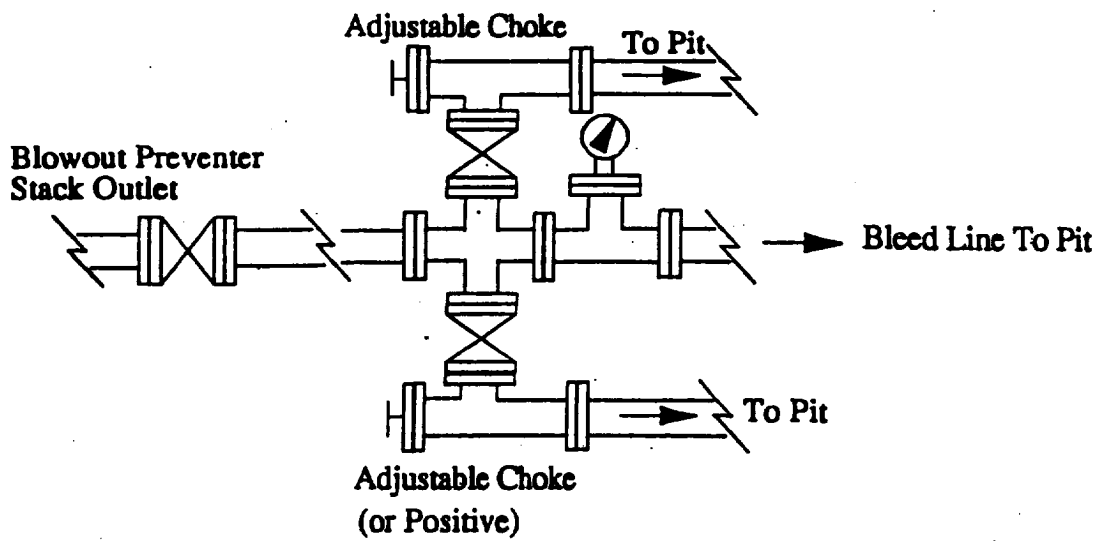 Adjustable Choke
To Pit
Blowout Preventer
Stack Outlet
Bleed Line To Pit
To Pit
Adjustable Choke
(or Positive)